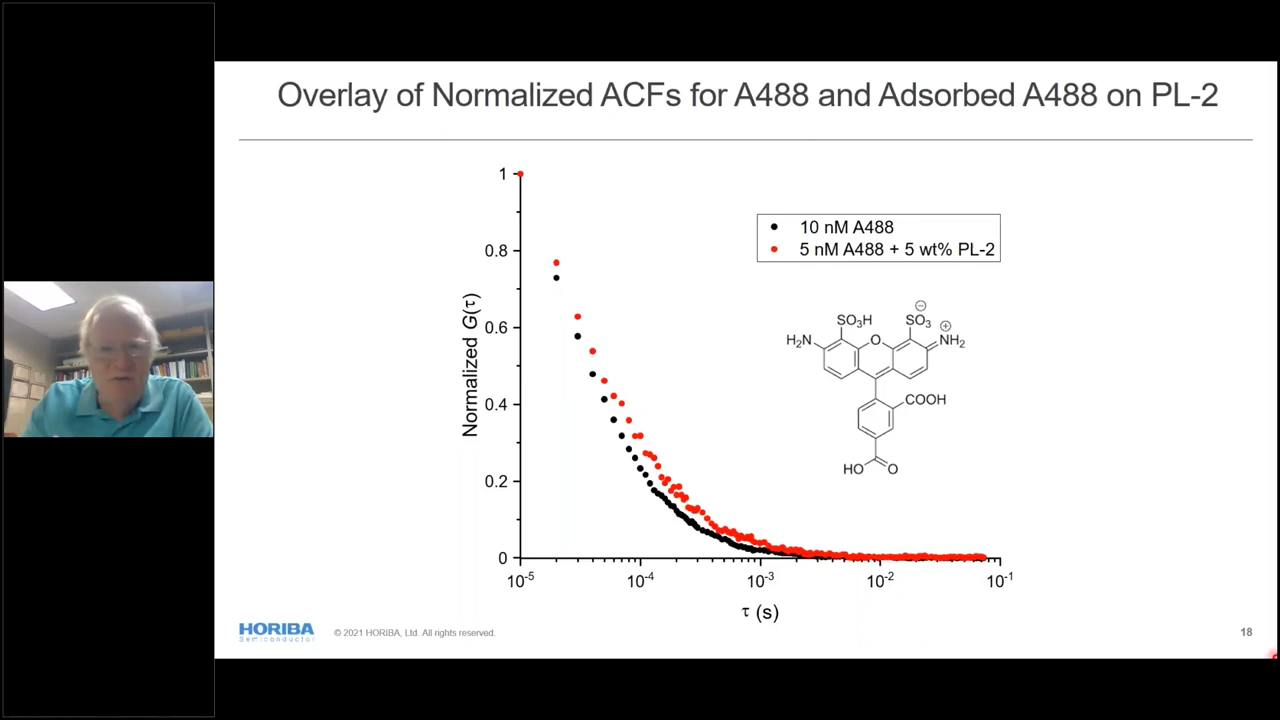 Overlay of Normalized ACFs for A488 and Adsorbed A488 on PL-2
1
0.8
0.6
0.4
0.2
0
Normalized G(τ)
10 nM A488
5 nM A488 + 5 wt% PL-2
SO₃H
SO₃
⊖
⊕
H₂N
O
NH₂
COOH
HO
O
10⁻⁵
10⁻⁴
10⁻³
10⁻²
10⁻¹
τ (s)
HORIBA
Semiconductor
© 2021 HORIBA, Ltd. All rights reserved.
18